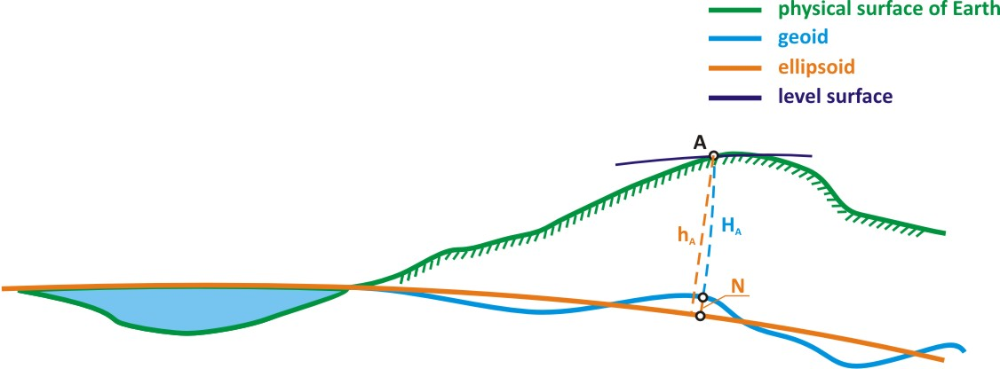 physical surface of Earth
geoid
ellipsoid
level surface
A
hA
HA
N